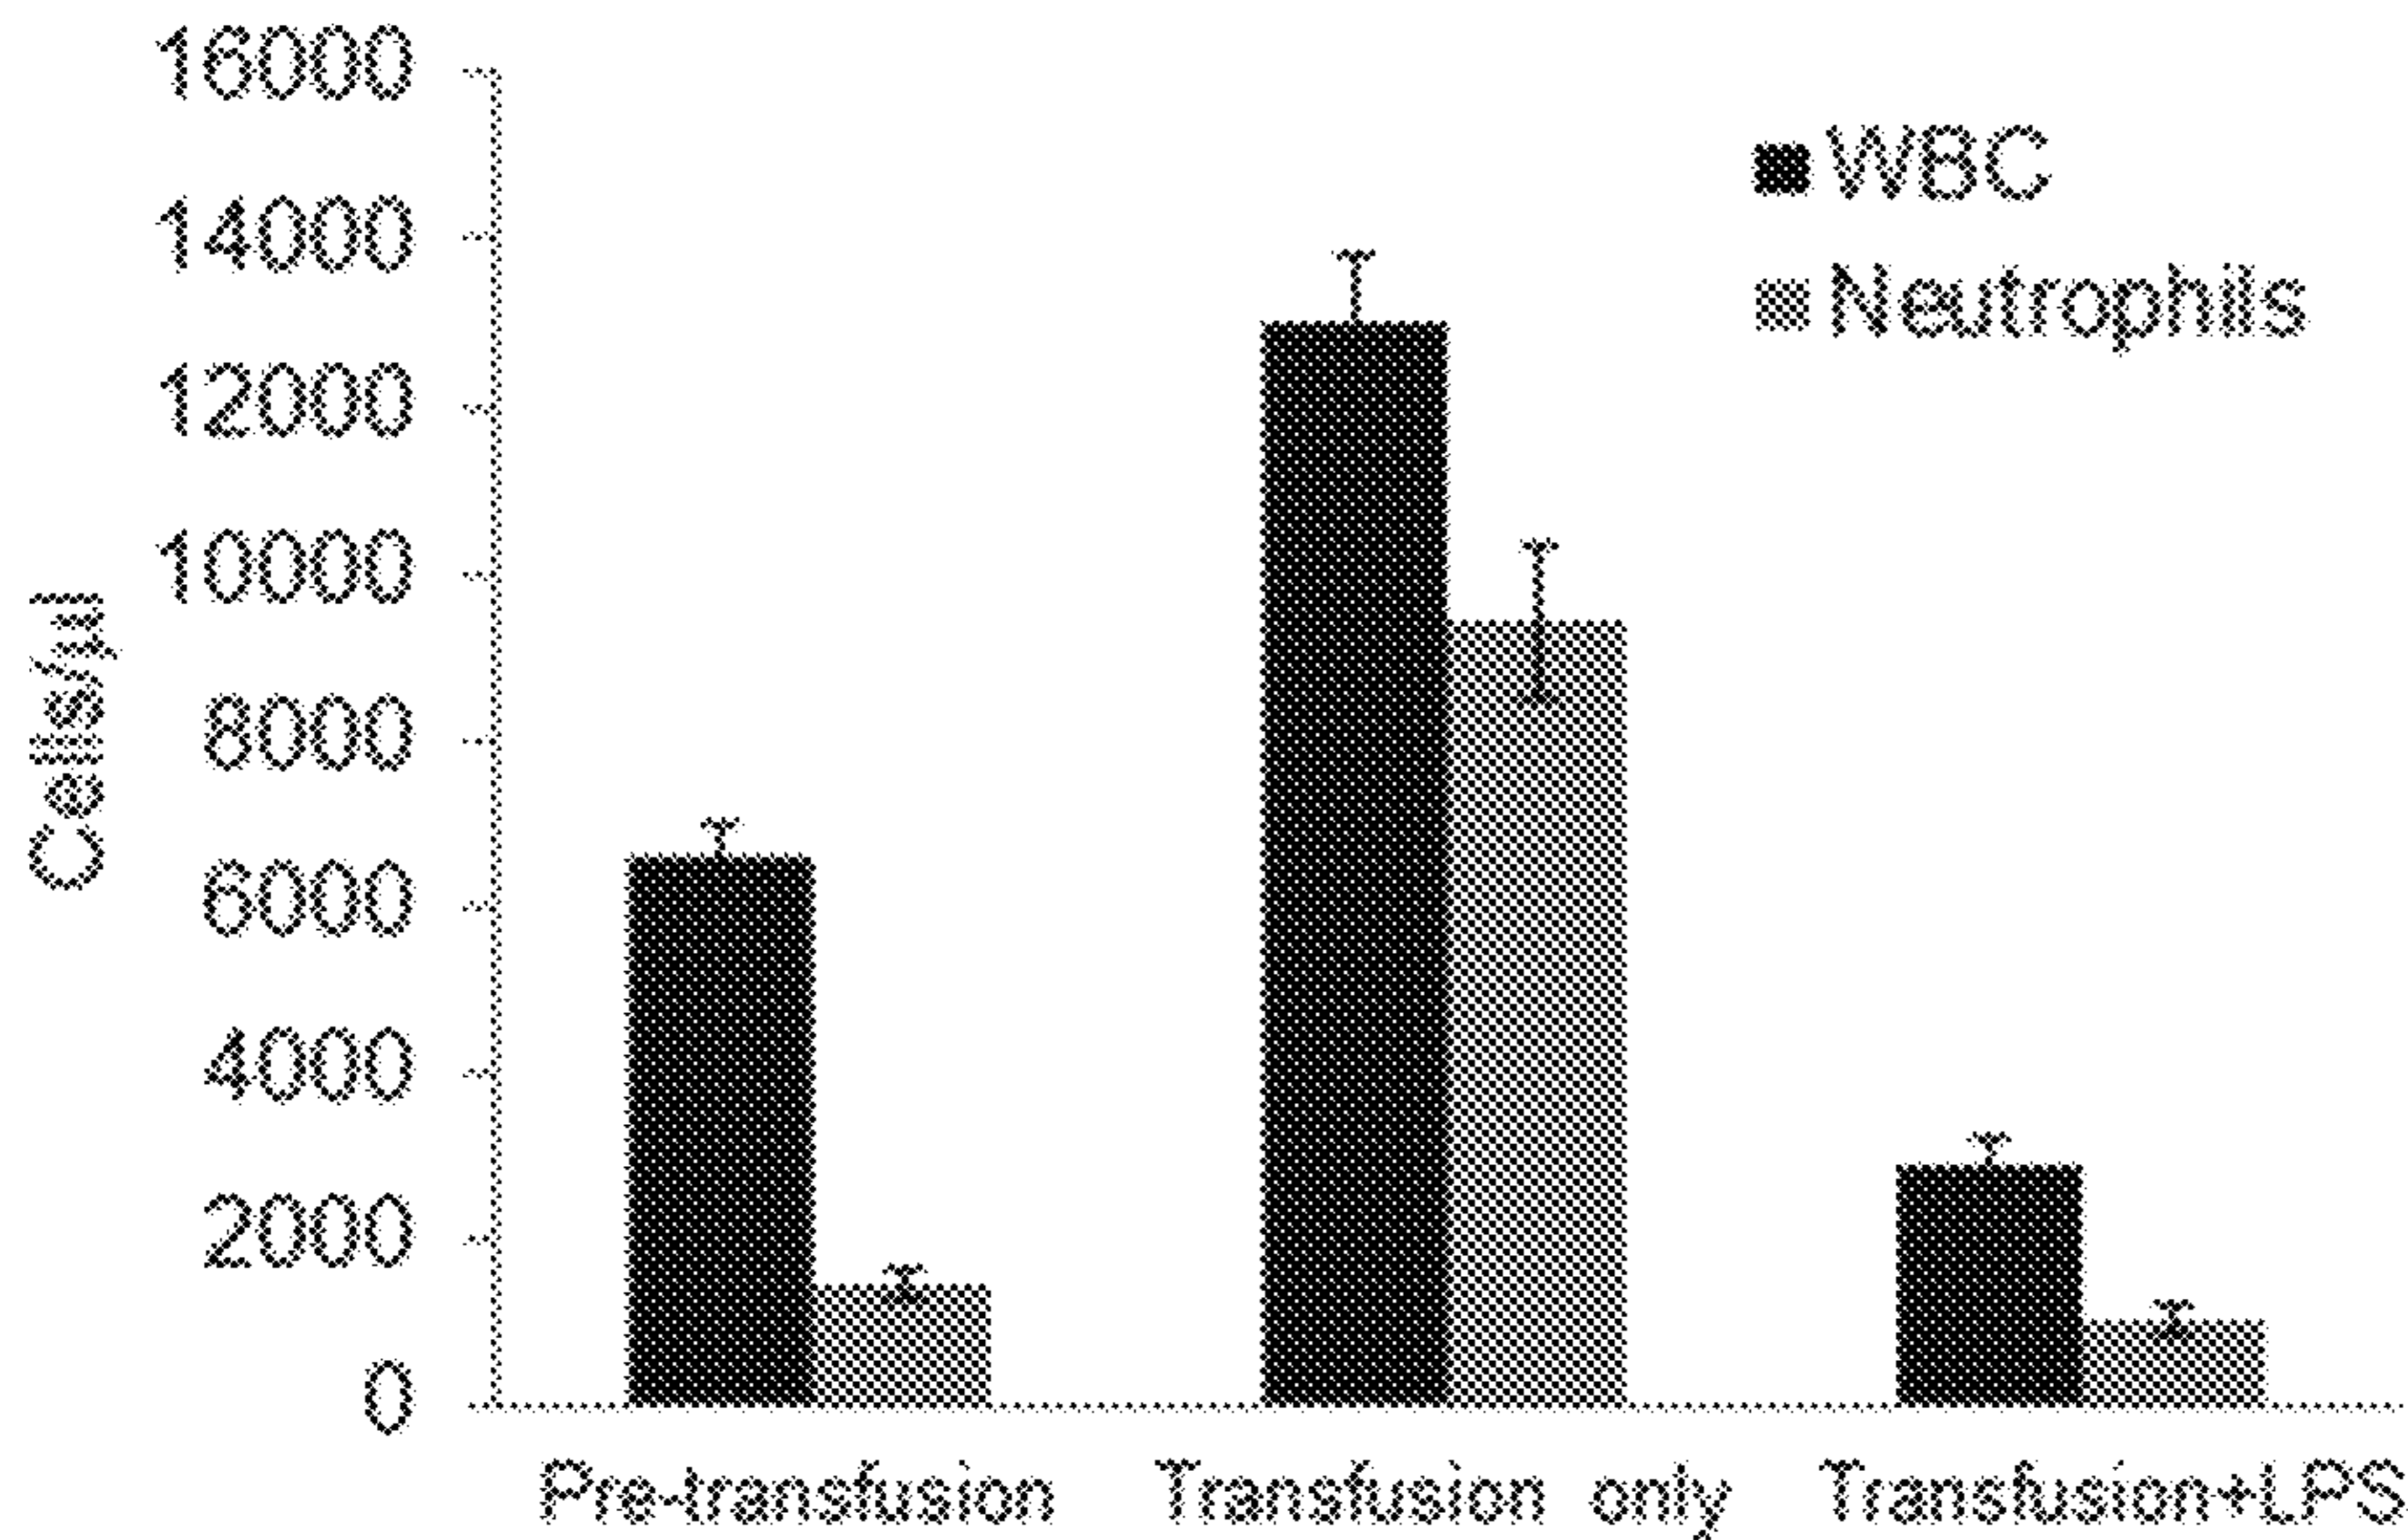 16000
14000
12000
10000
8000
6000
4000
2000
0
Cells/µl
WBC
Neutrophils
Pre-transfusion
Transfusion only
Transfusion+LPS